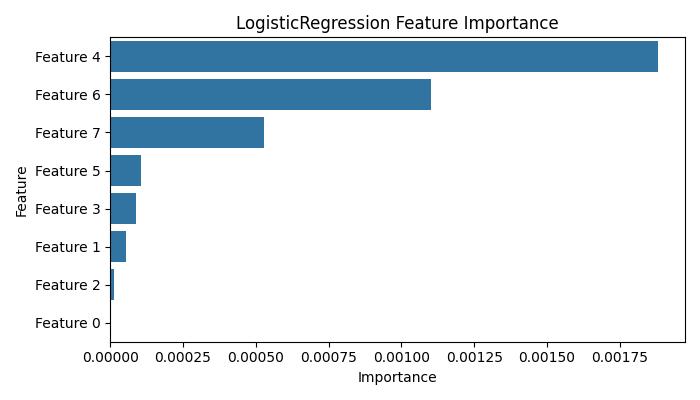 LogisticRegression Feature Importance
Feature 4
Feature 6
Feature 7
Feature 5
Feature 3
Feature 1
Feature 2
Feature 0
Feature
0.00000 0.00025 0.00050 0.00075 0.00100 0.00125 0.00150 0.00175
Importance